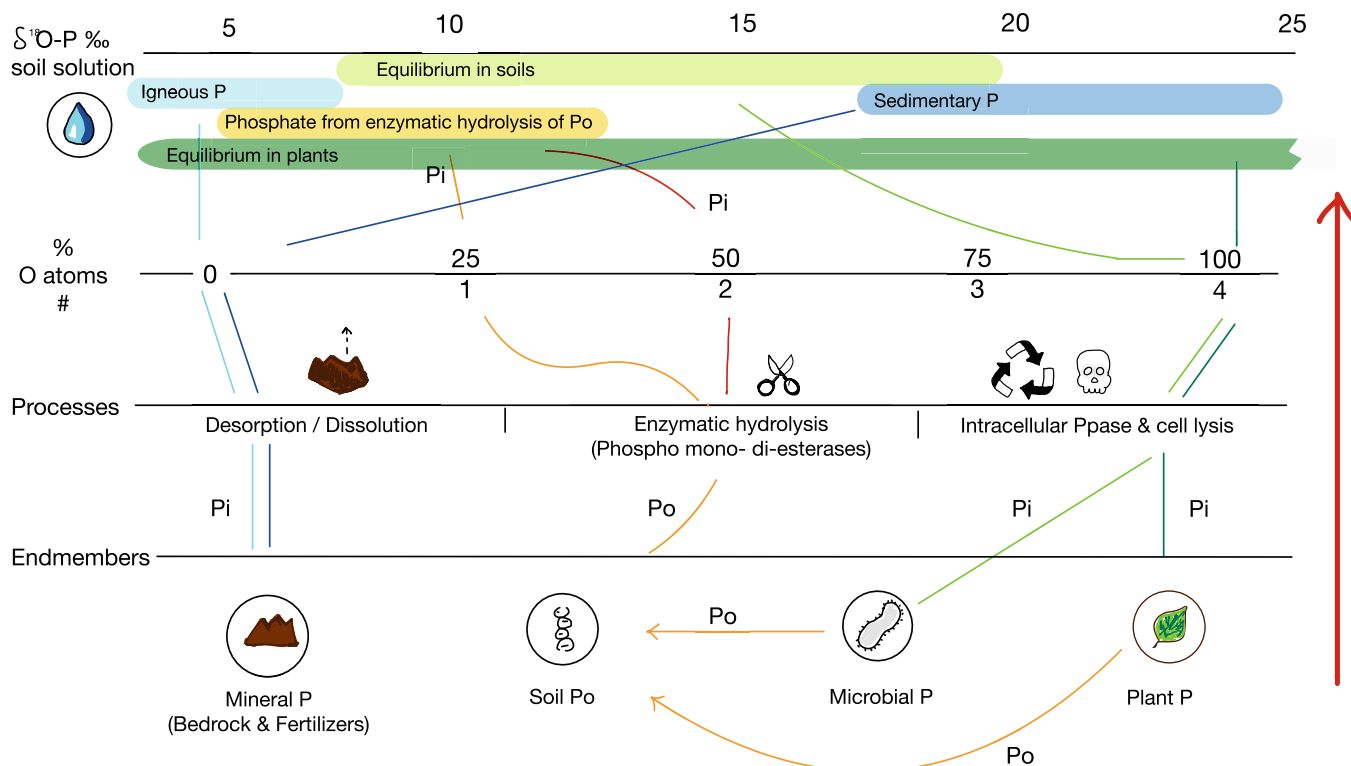 5 10 15 20 25
δ¹⁸O-P ‰
soil solution
Equilibrium in soils
Igneous P
Sedimentary P
Phosphate from enzymatic hydrolysis of Po
Equilibrium in plants
Pi
Pi
%
O atoms
#
0 25 50 75 100
1 2 3 4
Processes
Desorption / Dissolution
Enzymatic hydrolysis
(Phospho mono- di-esterases)
Intracellular Ppase & cell lysis
Pi
Po
Pi
Pi
Endmembers
Po
Mineral P
(Bedrock & Fertilizers)
Soil Po
Microbial P
Plant P
Po